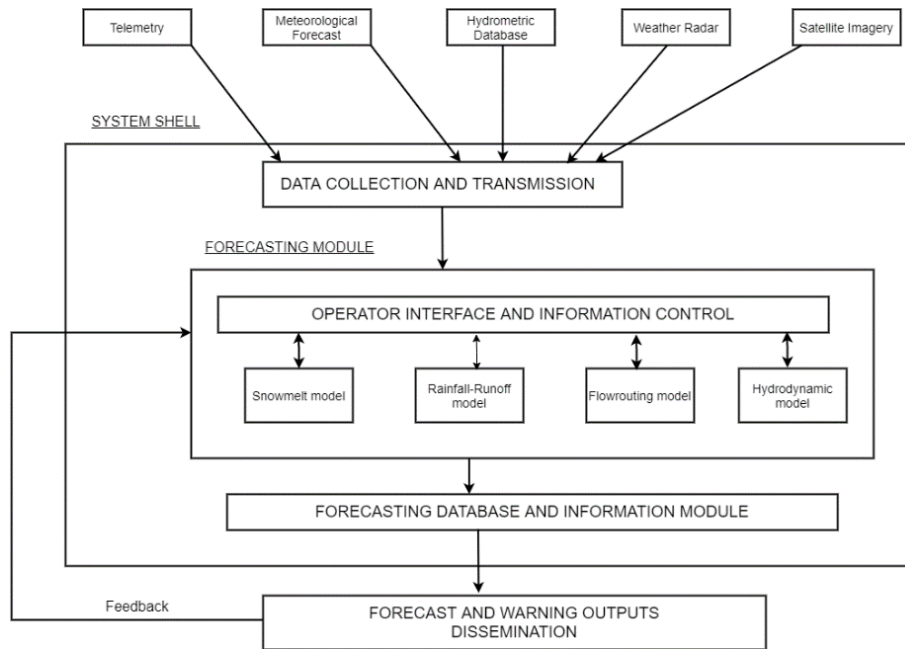 Telemetry
Meteorological
Forecast
Hydrometric
Database
Weather Radar
Satellite Imagery
SYSTEM SHELL
DATA COLLECTION AND TRANSMISSION
FORECASTING MODULE
OPERATOR INTERFACE AND INFORMATION CONTROL
Snowmelt model
Rainfall-Runoff
model
Flowrouting model
Hydrodynamic
model
FORECASTING DATABASE AND INFORMATION MODULE
Feedback
FORECAST AND WARNING OUTPUTS
DISSEMINATION